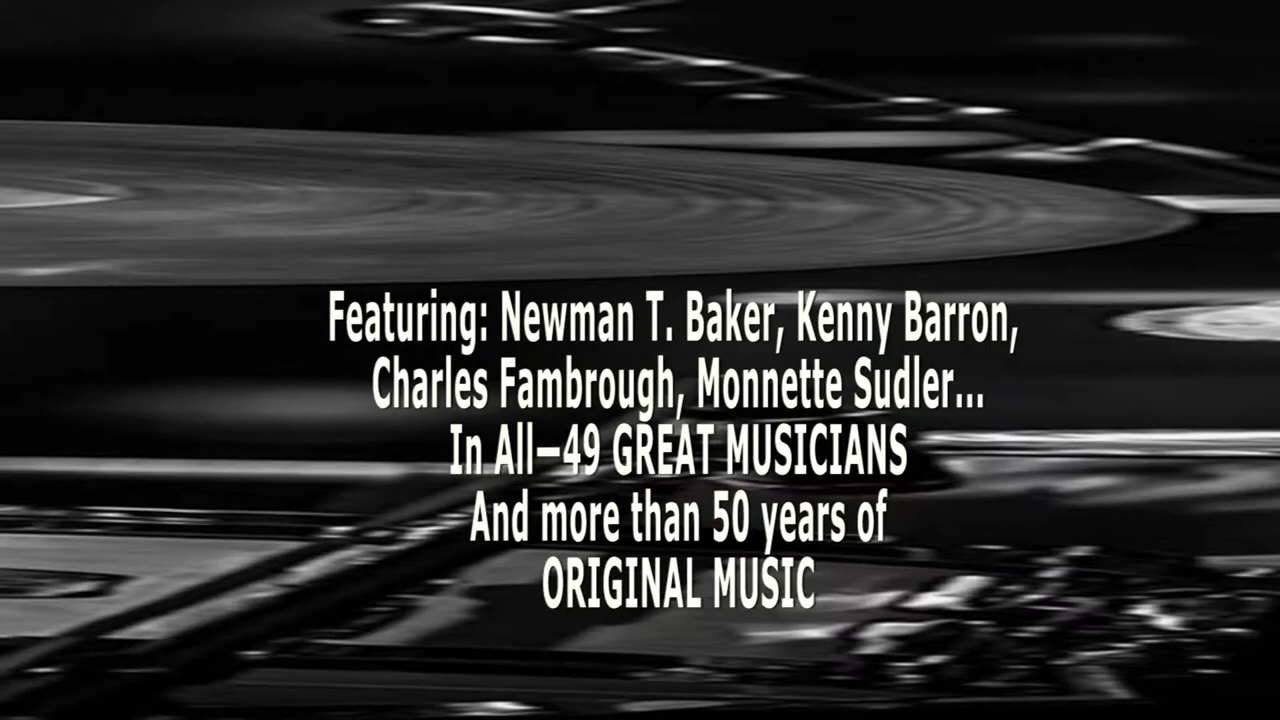 Featuring: Newman T. Baker, Kenny Barron,
Charles Fambrough, Monnette Sudler...
In All–49 GREAT MUSICIANS
And more than 50 years of
ORIGINAL MUSIC